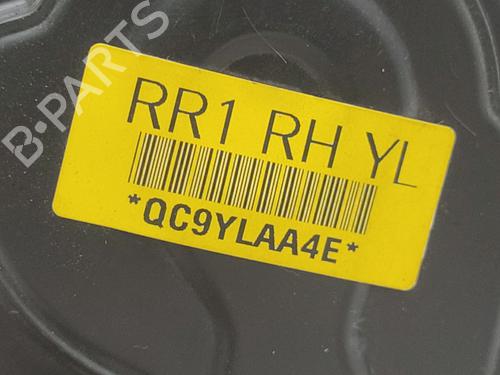 B-PARTS
RR1 RH YL
*QC9YLAA4E*